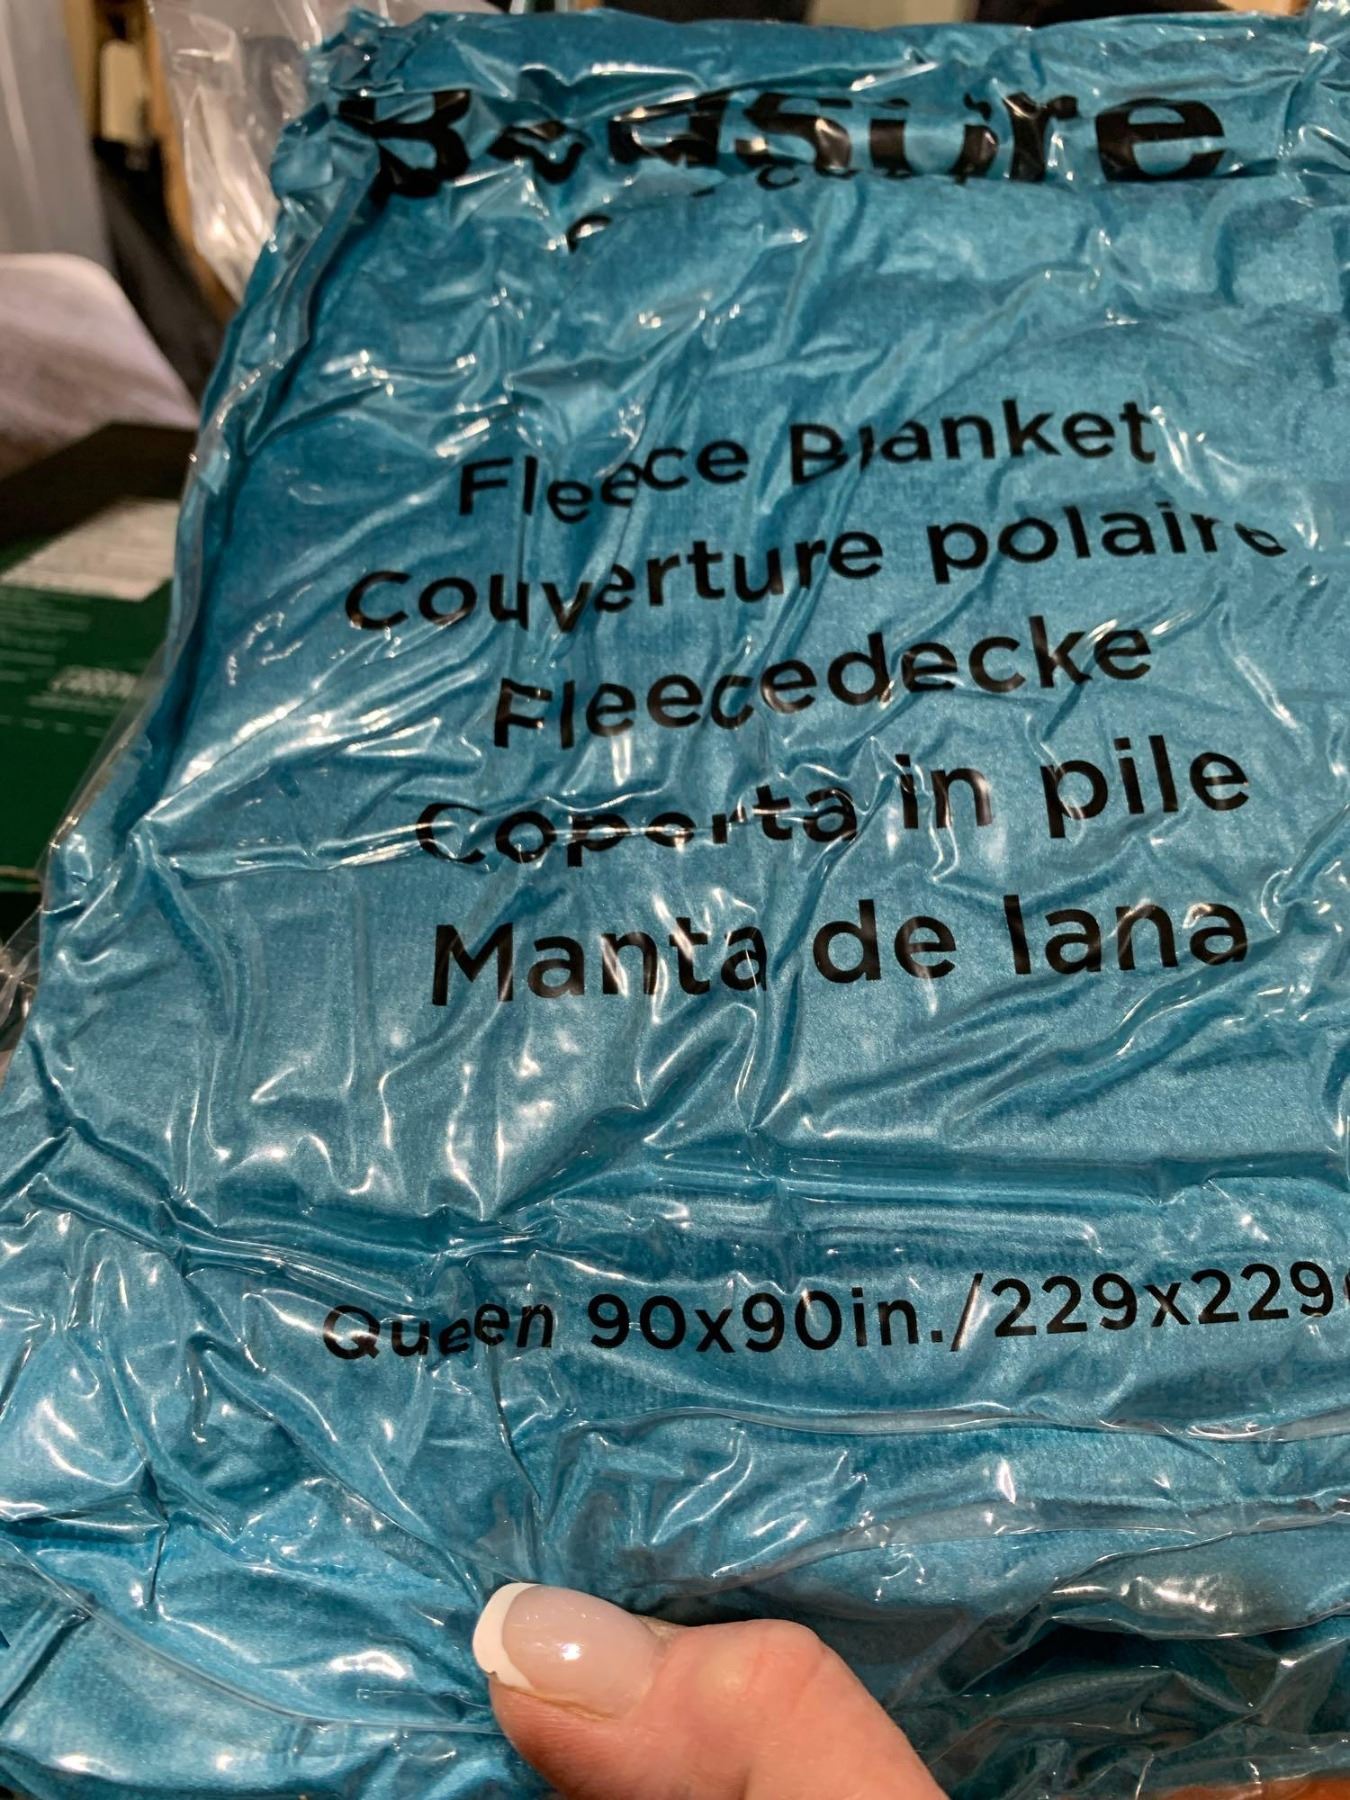 Bedsure
Fleece Blanket
Couverture polaire
Fleecedecke
Coperta in pile
Manta de lana
Queen 90x90in./229x229